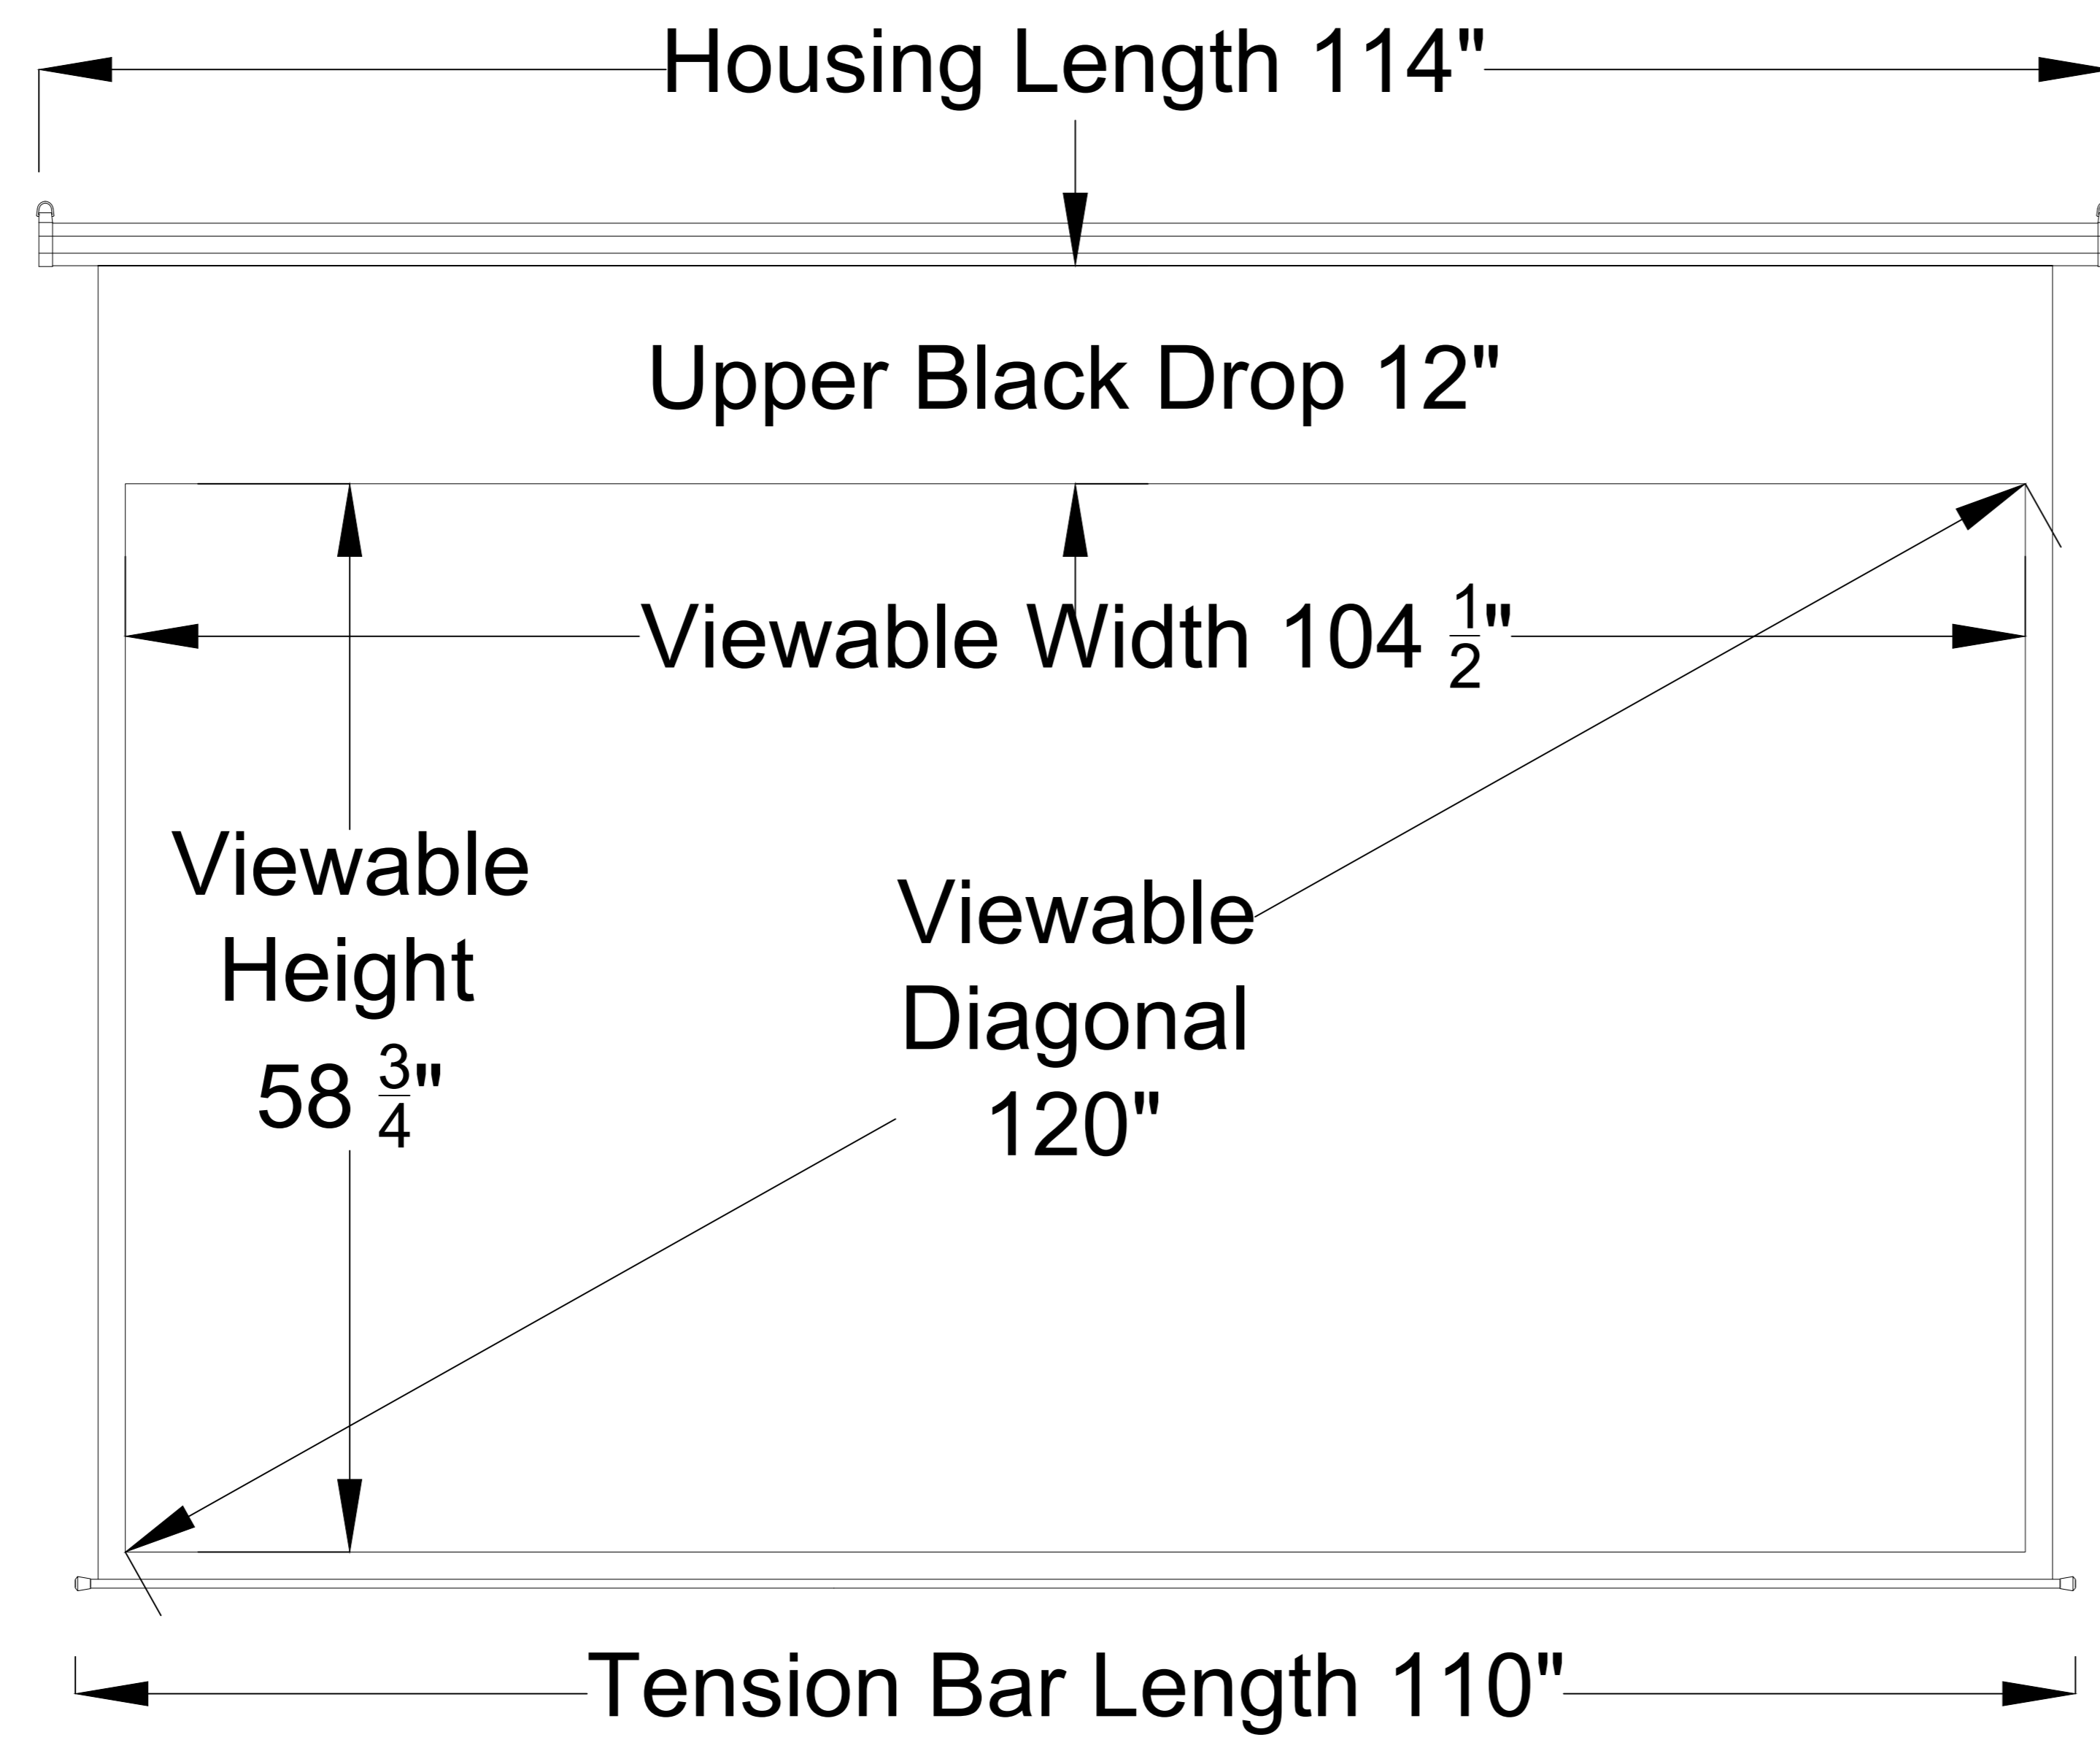 Housing Length 114"
Upper Black Drop 12"
Viewable Width 104 1/2"
Viewable
Height
58 3/4"
Viewable
Diagonal
120"
Tension Bar Length 110"